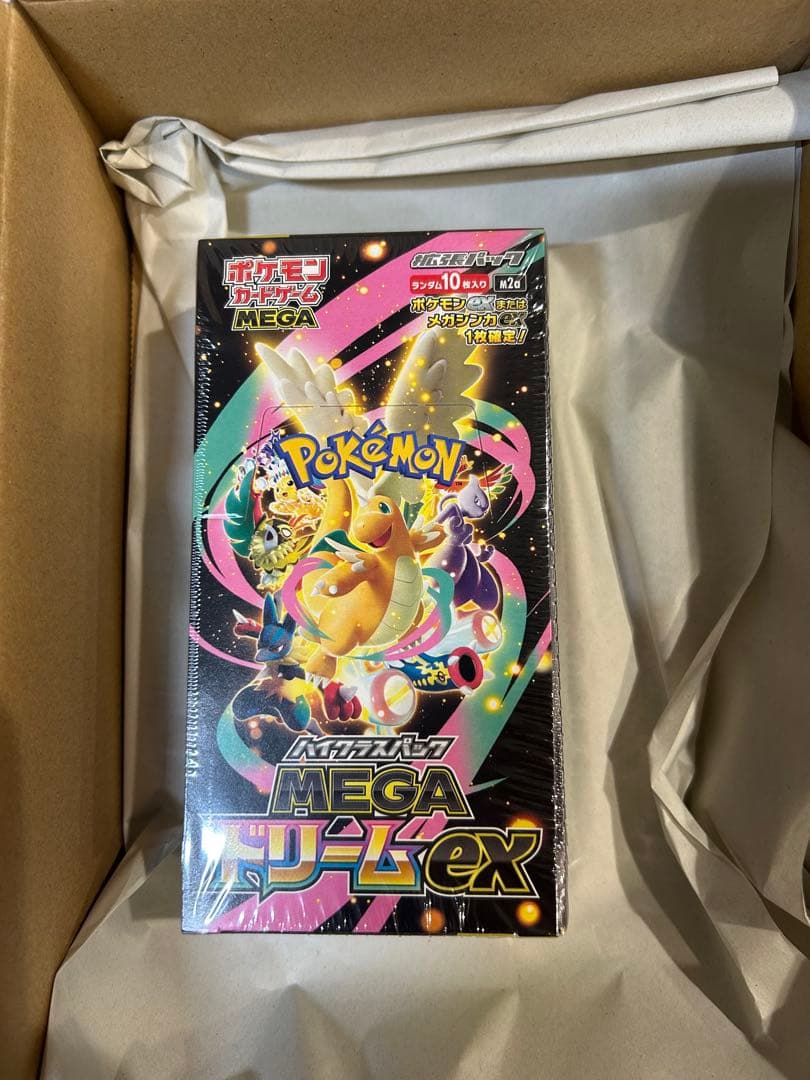 ポケモン
カードゲーム
MEGA
拡張パック
ランダム10枚入り M2a
ポケモンexまたは
メガシンカex
1枚確定!
POKéMON
ハイクラスパック
MEGA
ドリームex